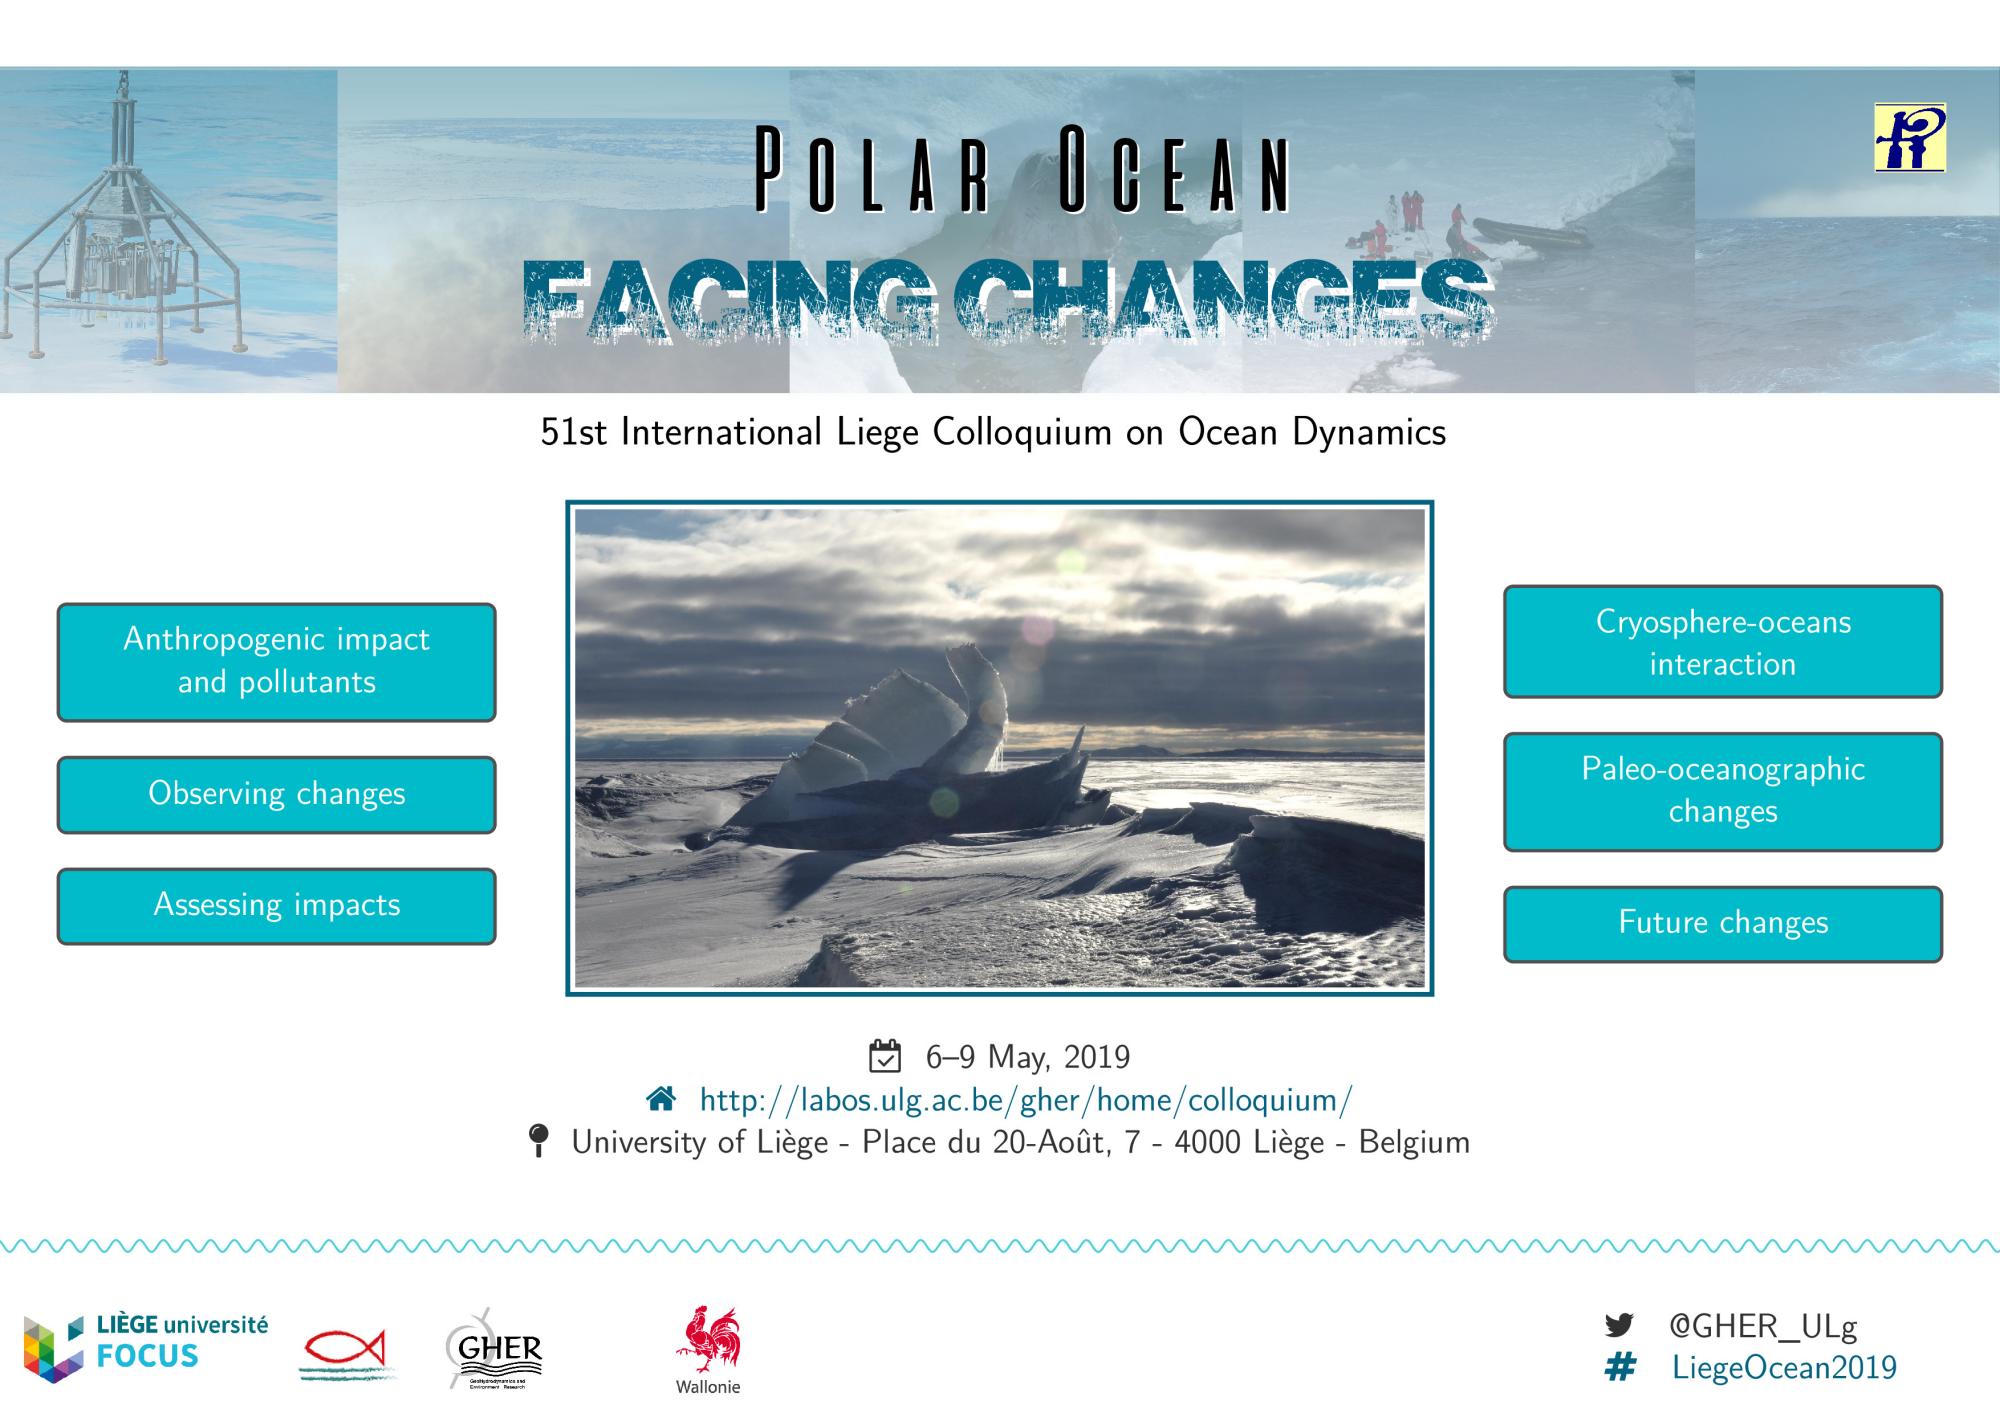 POLAR OCEAN
FACING CHANGES
51st International Liege Colloquium on Ocean Dynamics
Anthropogenic impact
and pollutants
Observing changes
Assessing impacts
Cryosphere-oceans
interaction
Paleo-oceanographic
changes
Future changes
6–9 May, 2019
http://labos.ulg.ac.be/gher/home/colloquium/
University of Liège - Place du 20-Août, 7 - 4000 Liège - Belgium
LIÈGE université
FOCUS
GHER
GeoHydrodynamics and
Environment Research
Wallonie
@GHER_ULg
# LiegeOcean2019